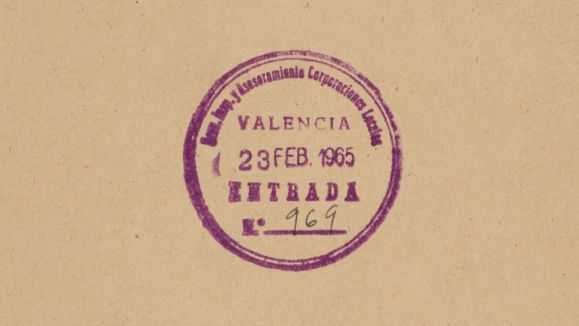 Serv. Insp. y Asesoramiento Corporaciones Locales
VALENCIA
23 FEB. 1965
ENTRADA
N.º 969